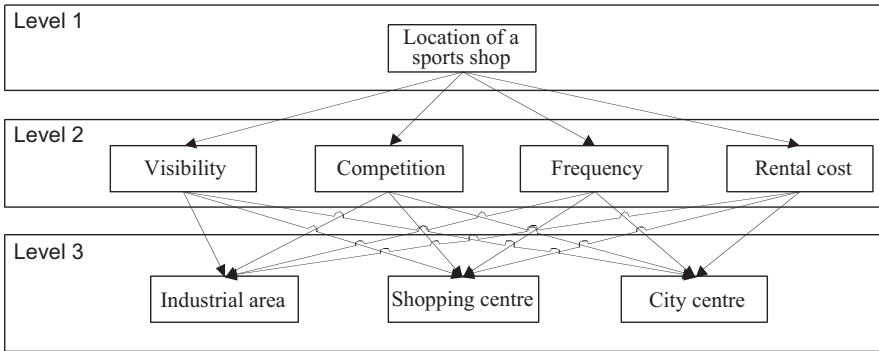 Level 1
Location of a
sports shop
Level 2
Visibility
Competition
Frequency
Rental cost
Level 3
Industrial area
Shopping centre
City centre